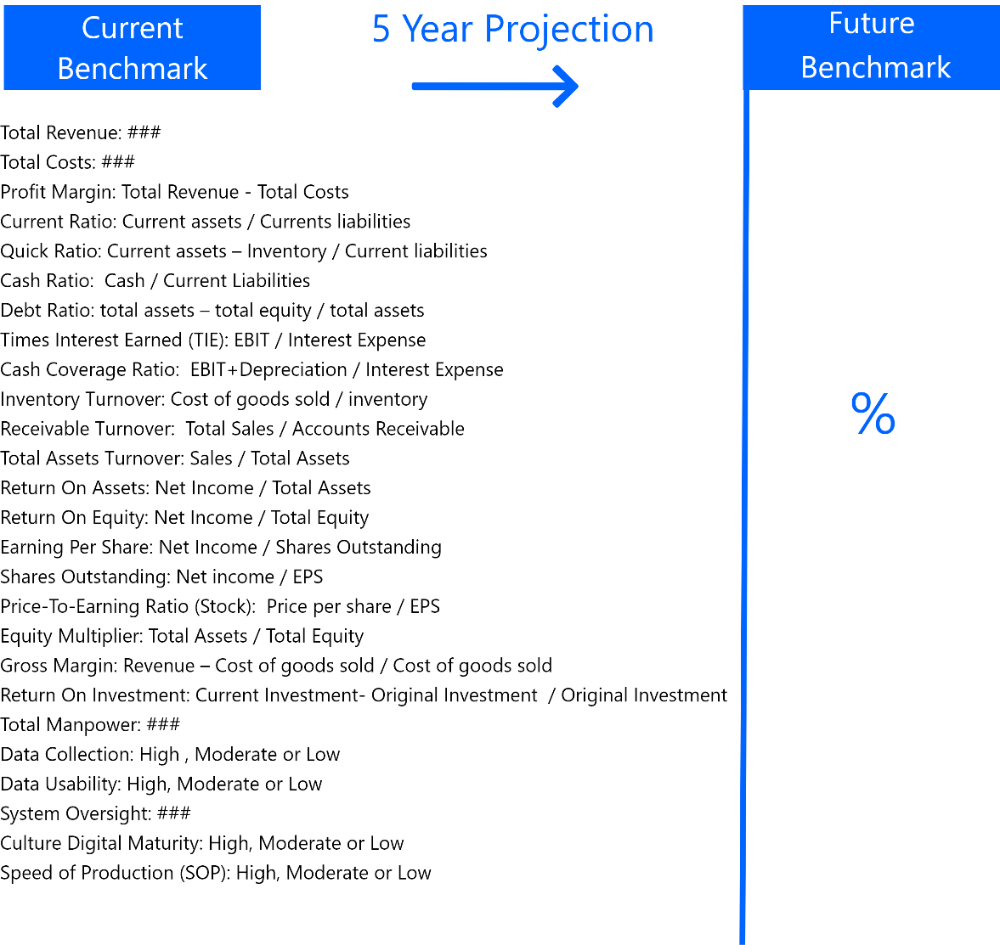 Current
Benchmark
5 Year Projection
Future
Benchmark
Total Revenue: ###
Total Costs: ###
Profit Margin: Total Revenue - Total Costs
Current Ratio: Current assets / Currents liabilities
Quick Ratio: Current assets – Inventory / Current liabilities
Cash Ratio:  Cash / Current Liabilities
Debt Ratio: total assets – total equity / total assets
Times Interest Earned (TIE): EBIT / Interest Expense
Cash Coverage Ratio:  EBIT+Depreciation / Interest Expense
Inventory Turnover: Cost of goods sold / inventory
Receivable Turnover:  Total Sales / Accounts Receivable
Total Assets Turnover: Sales / Total Assets
Return On Assets: Net Income / Total Assets
Return On Equity: Net Income / Total Equity
Earning Per Share: Net Income / Shares Outstanding
Shares Outstanding: Net income / EPS
Price-To-Earning Ratio (Stock):  Price per share / EPS
Equity Multiplier: Total Assets / Total Equity
Gross Margin: Revenue – Cost of goods sold / Cost of goods sold
Return On Investment: Current Investment- Original Investment  / Original Investment
Total Manpower: ###
Data Collection: High , Moderate or Low
Data Usability: High, Moderate or Low
System Oversight: ###
Culture Digital Maturity: High, Moderate or Low
Speed of Production (SOP): High, Moderate or Low
%